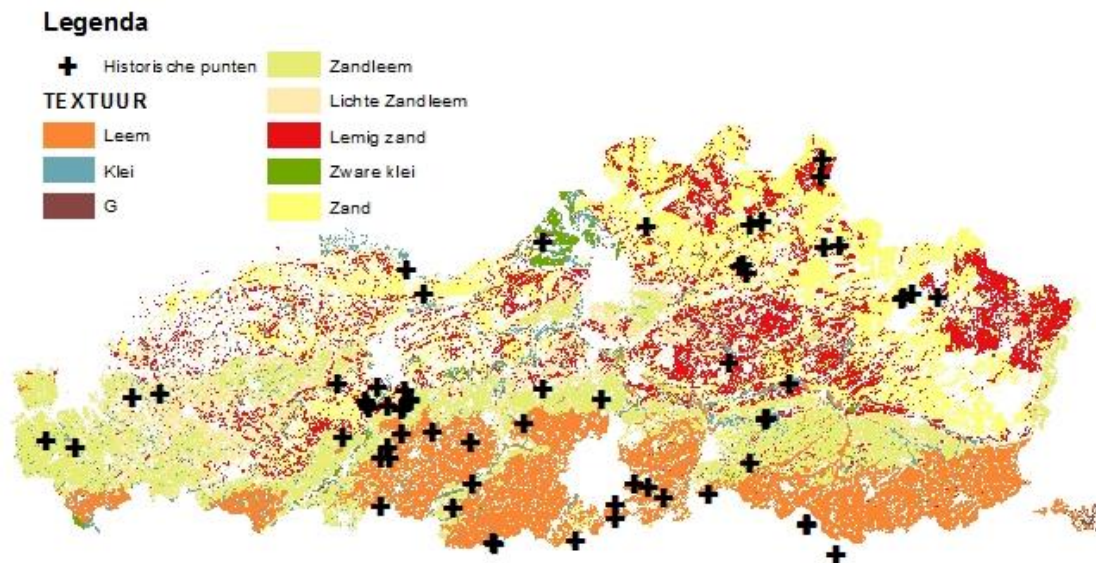 Legenda
Historische punten
TEXTUUR
Leem
Klei
G
Zandleem
Lichte Zandleem
Lemig zand
Zware klei
Zand